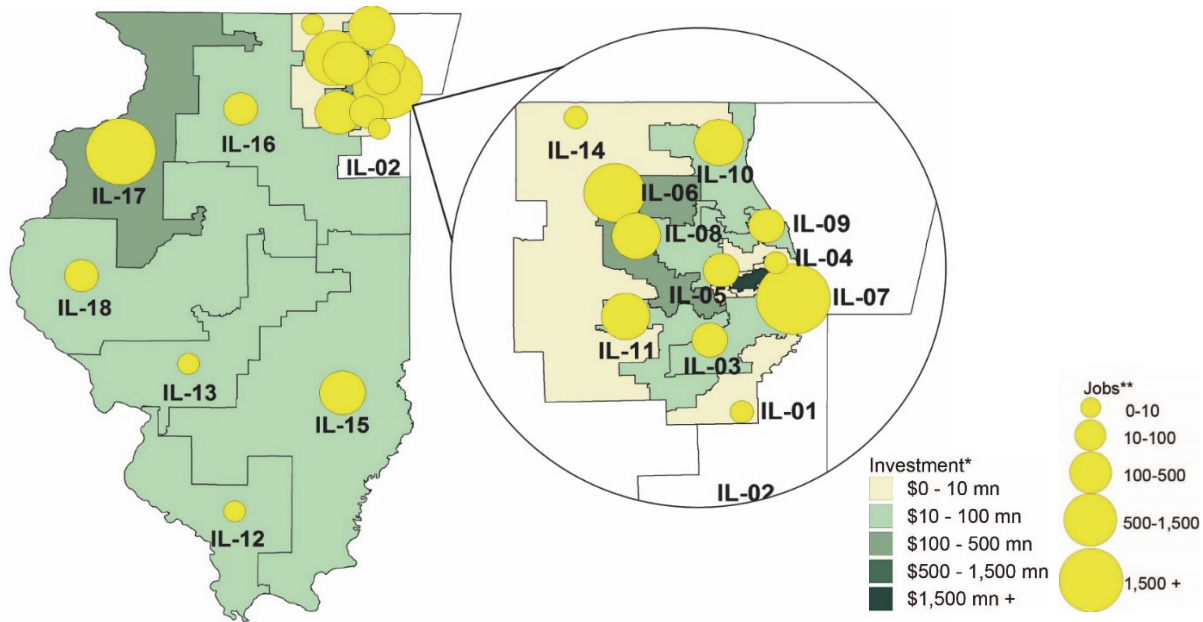 IL-16
IL-02
IL-17
IL-18
IL-13
IL-15
IL-12
IL-14
IL-10
IL-06
IL-08
IL-09
IL-04
IL-05
IL-07
IL-11
IL-03
IL-01
IL-02
Investment*
$0 - 10 mn
$10 - 100 mn
$100 - 500 mn
$500 - 1,500 mn
$1,500 mn +
Jobs**
0-10
10-100
100-500
500-1,500
1,500 +